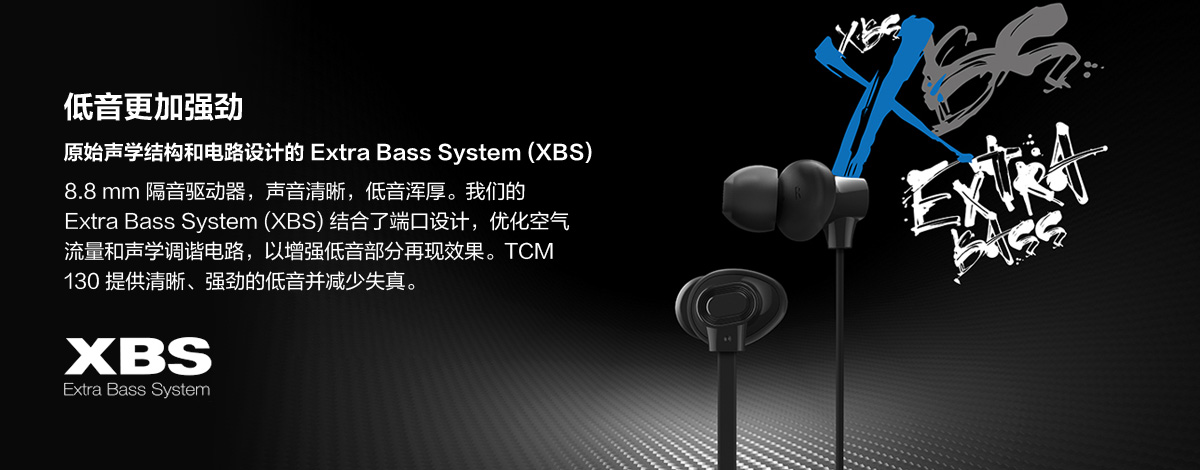 低音更加强劲
原始声学结构和电路设计的 Extra Bass System (XBS)
8.8 mm 隔音驱动器，声音清晰，低音浑厚。我们的
Extra Bass System (XBS) 结合了端口设计，优化空气
流量和声学调谐电路，以增强低音部分再现效果。TCM
130 提供清晰、强劲的低音并减少失真。
XBS
Extra Bass System
XBS
XBS
EXTRA
BASS
R